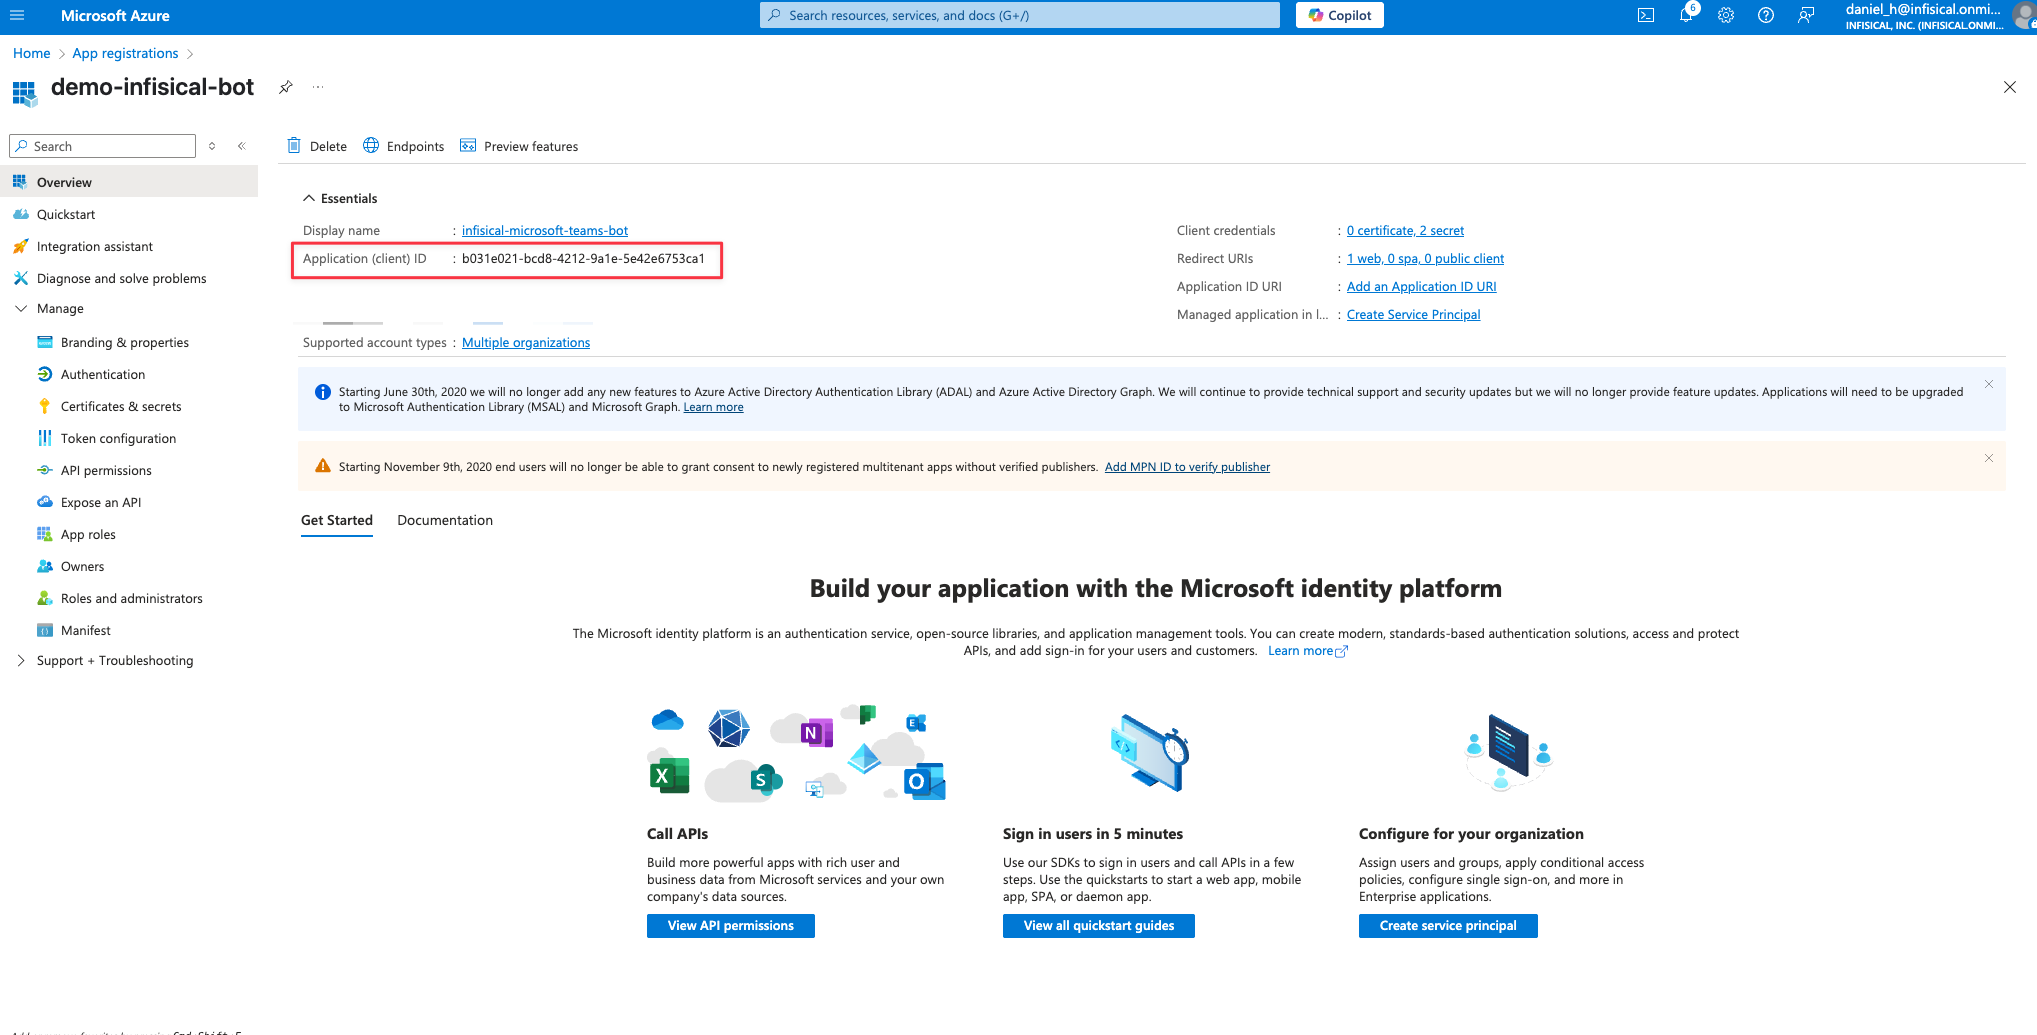 Microsoft Azure
Search resources, services, and docs (G+/)
Copilot
6
daniel_h@infisical.onmi...
INFISICAL, INC. (INFISICAL.ONMI...
Home > App registrations >
demo-infisical-bot
...
Search
Delete
Endpoints
Preview features
Overview
Quickstart
Integration assistant
Diagnose and solve problems
Manage
Branding & properties
Authentication
Certificates & secrets
Token configuration
API permissions
Expose an API
App roles
Owners
Roles and administrators
Manifest
Support + Troubleshooting
Essentials
Display name : infisical-microsoft-teams-bot
Application (client) ID : b031e021-bcd8-4212-9a1e-5e42e6753ca1
Supported account types : Multiple organizations
Client credentials : 0 certificate, 2 secret
Redirect URIs : 1 web, 0 spa, 0 public client
Application ID URI : Add an Application ID URI
Managed application in l... : Create Service Principal
Starting June 30th, 2020 we will no longer add any new features to Azure Active Directory Authentication Library (ADAL) and Azure Active Directory Graph. We will continue to provide technical support and security updates but we will no longer provide feature updates. Applications will need to be upgraded
to Microsoft Authentication Library (MSAL) and Microsoft Graph. Learn more
Starting November 9th, 2020 end users will no longer be able to grant consent to newly registered multitenant apps without verified publishers. Add MPN ID to verify publisher
Get Started
Documentation
Build your application with the Microsoft identity platform
The Microsoft identity platform is an authentication service, open-source libraries, and application management tools. You can create modern, standards-based authentication solutions, access and protect
APIs, and add sign-in for your users and customers. Learn more
N
E
X
S
O
Call APIs
Build more powerful apps with rich user and
business data from Microsoft services and your own
company's data sources.
View API permissions
Sign in users in 5 minutes
Use our SDKs to sign in users and call APIs in a few
steps. Use the quickstarts to start a web app, mobile
app, SPA, or daemon app.
View all quickstart guides
Configure for your organization
Assign users and groups, apply conditional access
policies, configure single sign-on, and more in
Enterprise applications.
Create service principal